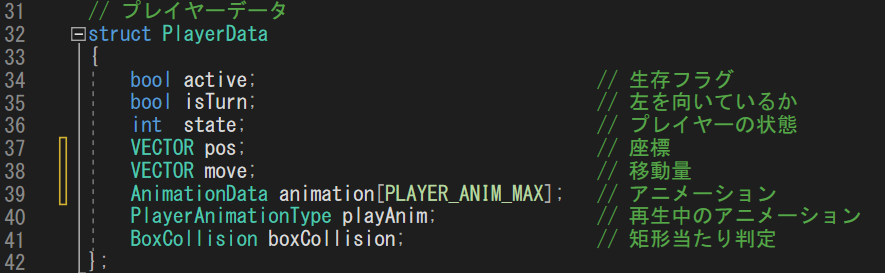 31 // プレイヤーデータ
32 struct PlayerData
33 {
34 bool active; // 生存フラグ
35 bool isTurn; // 左を向いているか
36 int state; // プレイヤーの状態
37 VECTOR pos; // 座標
38 VECTOR move; // 移動量
39 AnimationData animation[PLAYER_ANIM_MAX]; // アニメーション
40 PlayerAnimationType playAnim; // 再生中のアニメーション
41 BoxCollision boxCollision; // 矩形当たり判定
42 };